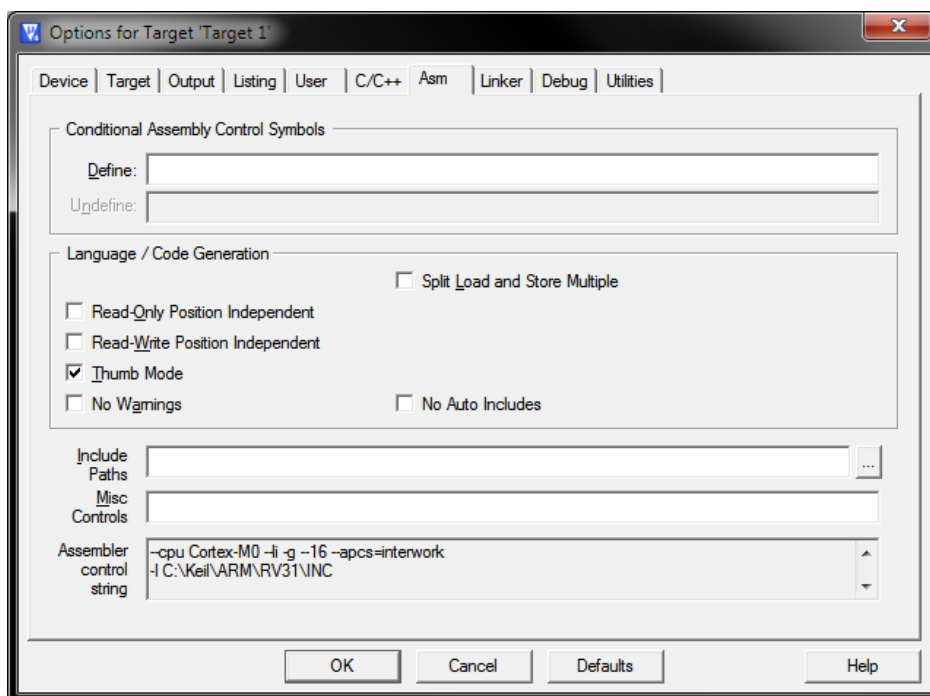 Options for Target 'Target 1'
Device Target Output Listing User C/C++ Asm Linker Debug Utilities
Conditional Assembly Control Symbols
Define:
Undefine:
Language / Code Generation
Split Load and Store Multiple
Read-Only Position Independent
Read-Write Position Independent
Thumb Mode
No Warnings No Auto Includes
Include
Paths
...
Misc
Controls
Assembler
control
string
--cpu Cortex-M0 --li -g --16 --apcs=interwork
-I C:\Keil\ARM\RV31\INC
OK Cancel Defaults Help